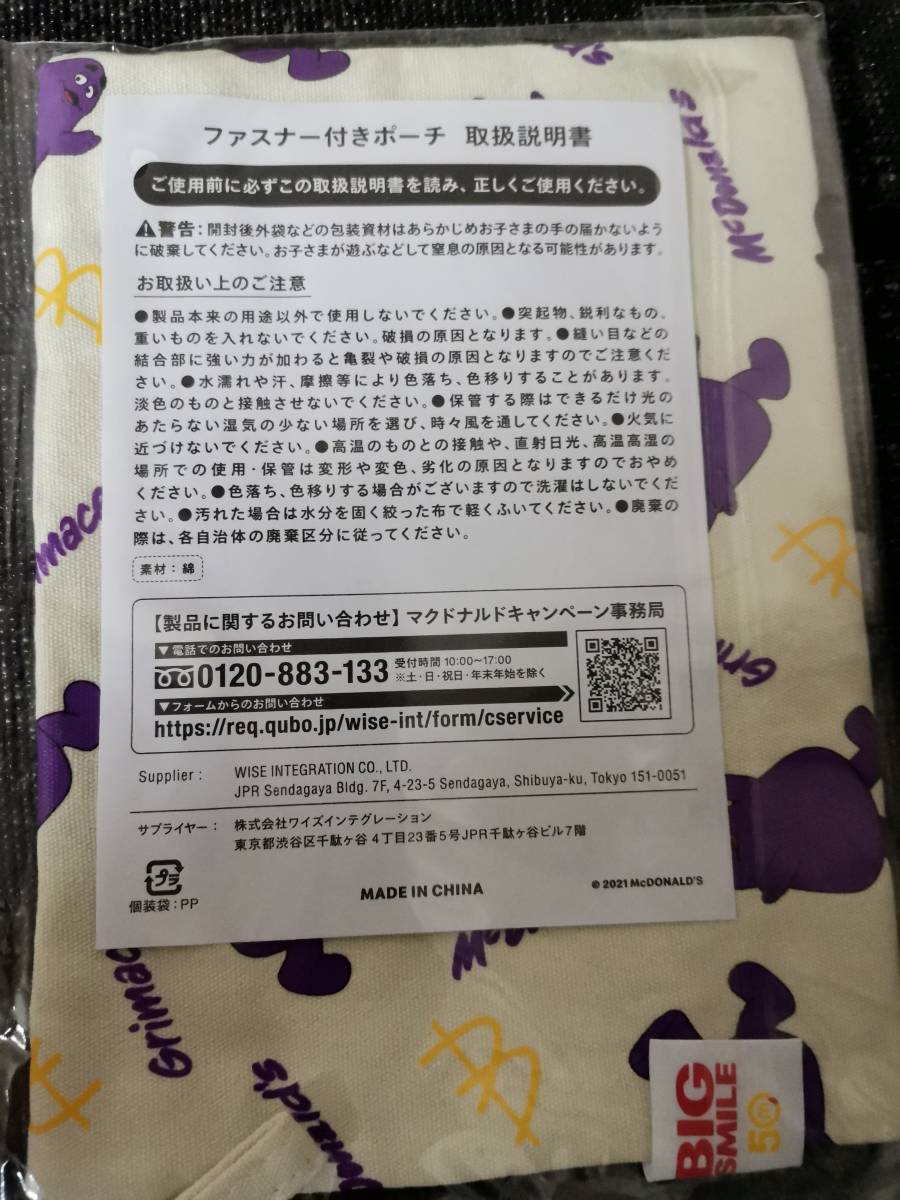 McDonald's
ファスナー付きポーチ 取扱説明書
ご使用前に必ずこの取扱説明書を読み、正しくご使用ください。
警告：開封後外袋などの包装資材はあらかじめお子さまの手の届かないよう
に破棄してください。お子さまが遊ぶなどして窒息の原因となる可能性があります。
お取扱い上のご注意
●製品本来の用途以外で使用しないでください。●突起物、鋭利なもの、
重いものを入れないでください。破損の原因となります。●縫い目などの
結合部に強い力が加わると亀裂や破損の原因となりますのでご注意くだ
さい。●水濡れや汗、摩擦等により色落ち、色移りすることがあります。
淡色のものと接触させないでください。●保管する際はできるだけ光の
あたらない湿気の少ない場所を選び、時々風を通してください。●火気に
近づけないでください。●高温のものとの接触や、直射日光、高温高湿の
場所での使用・保管は変形や変色、劣化の原因となりますのでおやめ
ください。●色落ち、色移りする場合がございますので洗濯はしないでくだ
さい。●汚れた場合は水分を固く絞った布で軽くふいてください。●廃棄の
際は、各自治体の廃棄区分に従ってください。
素材：綿
【製品に関するお問い合わせ】マクドナルドキャンペーン事務局
▼電話でのお問い合わせ
0120-883-133 受付時間 10:00〜17:00
※土・日・祝日・年末年始を除く
▼フォームからのお問い合わせ
https://req.qubo.jp/wise-int/form/cservice
Supplier : WISE INTEGRATION CO., LTD.
JPR Sendagaya Bldg. 7F, 4-23-5 Sendagaya, Shibuya-ku, Tokyo 151-0051
サプライヤー： 株式会社ワイズインテグレーション
東京都渋谷区千駄ヶ谷 4丁目23番5号JPR千駄ヶ谷ビル7階
プラ
個装袋：PP
MADE IN CHINA
© 2021 McDONALD'S
BIG
SMILE
50